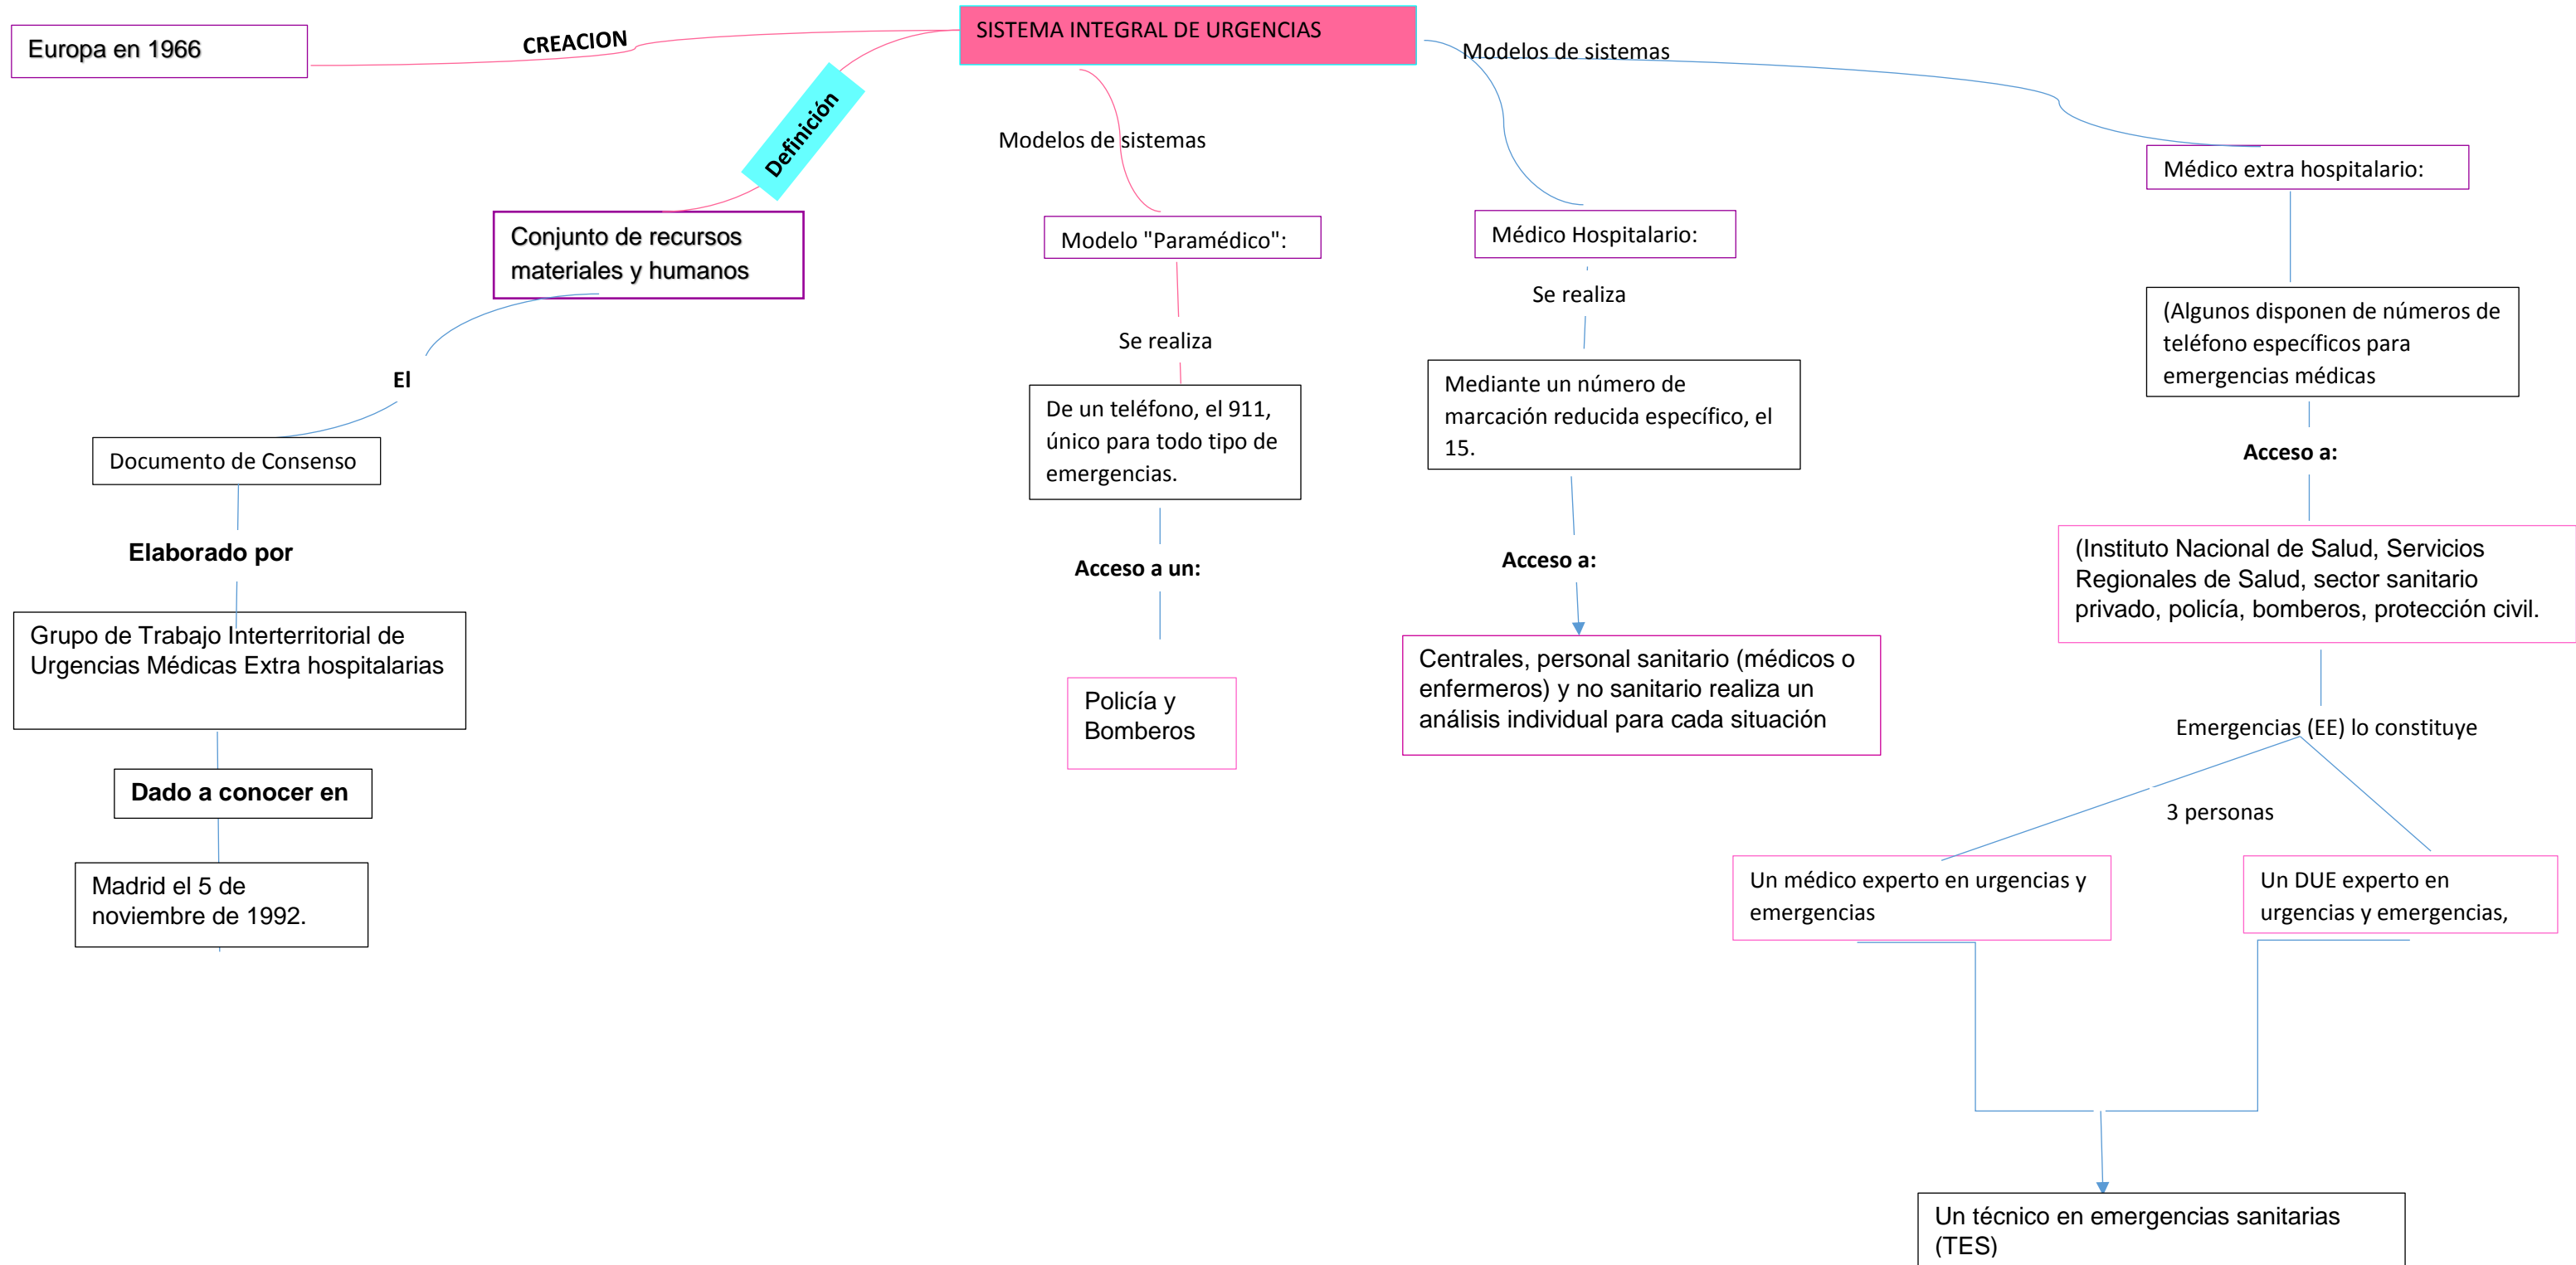 SISTEMA INTEGRAL DE URGENCIAS
CREACION
Europa en 1966
Definición
Conjunto de recursos
materiales y humanos
El
Documento de Consenso
Elaborado por
Grupo de Trabajo Interterritorial de
Urgencias Médicas Extra hospitalarias
Dado a conocer en
Madrid el 5 de
noviembre de 1992.
Modelos de sistemas
Modelo "Paramédico":
Se realiza
De un teléfono, el 911,
único para todo tipo de
emergencias.
Acceso a un:
Policía y
Bomberos
Modelos de sistemas
Médico Hospitalario:
Se realiza
Mediante un número de
marcación reducida específico, el
15.
Acceso a:
Centrales, personal sanitario (médicos o
enfermeros) y no sanitario realiza un
análisis individual para cada situación
Médico extra hospitalario:
(Algunos disponen de números de
teléfono específicos para
emergencias médicas
Acceso a:
(Instituto Nacional de Salud, Servicios
Regionales de Salud, sector sanitario
privado, policía, bomberos, protección civil.
Emergencias (EE) lo constituye
3 personas
Un médico experto en urgencias y
emergencias
Un DUE experto en
urgencias y emergencias,
Un técnico en emergencias sanitarias
(TES)